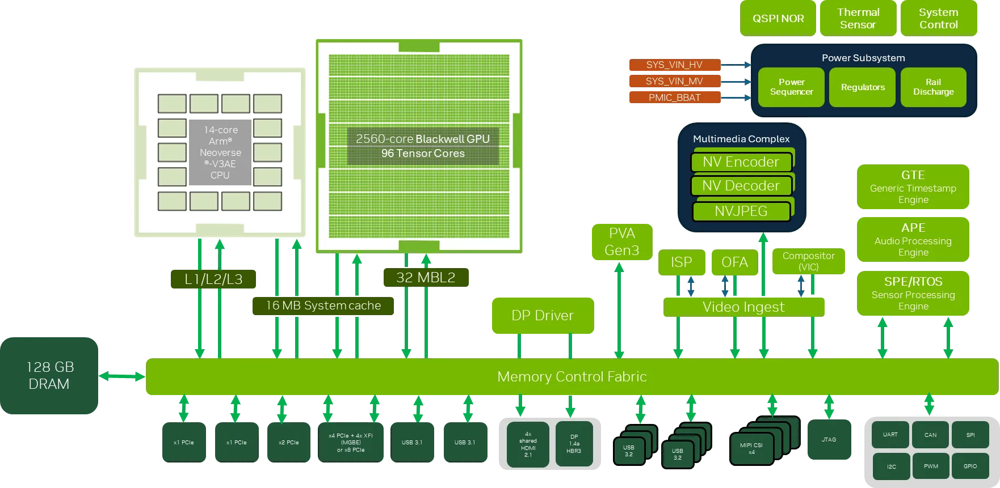 QSPI NOR
Thermal
Sensor
System
Control
Power Subsystem
SYS_VIN_HV
SYS_VIN_MV
PMIC_BBAT
Power
Sequencer
Regulators
Rail
Discharge
14-core
Arm®
Neoverse
®-V3AE
CPU
2560-core Blackwell GPU
96 Tensor Cores
Multimedia Complex
NV Encoder
NV Decoder
NVJPEG
GTE
Generic Timestamp
Engine
APE
Audio Processing
Engine
SPE/RTOS
Sensor Processing
Engine
PVA
Gen3
ISP
OFA
Compositor
(VIC)
Video Ingest
L1/L2/L3
32 MBL2
16 MB System cache
DP Driver
128 GB
DRAM
Memory Control Fabric
x1 PCIe
x1 PCIe
x2 PCIe
x4 PCIe + 4x XFI
(MGBE)
or x8 PCIe
USB 3.1
USB 3.1
4x
shared
HDMI
2.1
DP
1.4a
HBR3
USB
3.2
USB
3.2
MIPI CSI
x4
JTAG
UART
CAN
SPI
I2C
PWM
GPIO